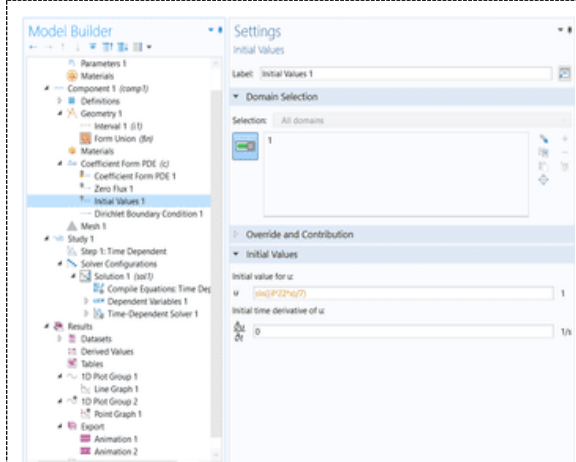 Model Builder
Parameters 1
Materials
Component 1 (comp1)
Definitions
Geometry 1
Interval 1 (i1)
Form Union (fin)
Materials
Coefficient Form PDE (c)
Coefficient Form PDE 1
Zero Flux 1
Initial Values 1
Dirichlet Boundary Condition 1
Mesh 1
Study 1
Step 1: Time Dependent
Solver Configurations
Solution 1 (sol1)
Compile Equations: Time Dep
Dependent Variables 1
Time-Dependent Solver 1
Results
Datasets
Derived Values
Tables
1D Plot Group 1
Line Graph 1
1D Plot Group 2
Point Graph 1
Export
Animation 1
Animation 2
Settings
Initial Values
Label: Initial Values 1
Domain Selection
Selection: All domains
1
Override and Contribution
Initial Values
Initial value for u:
u sin((4*22*x)/7) 1
Initial time derivative of u:
∂u/∂t 0 1/s